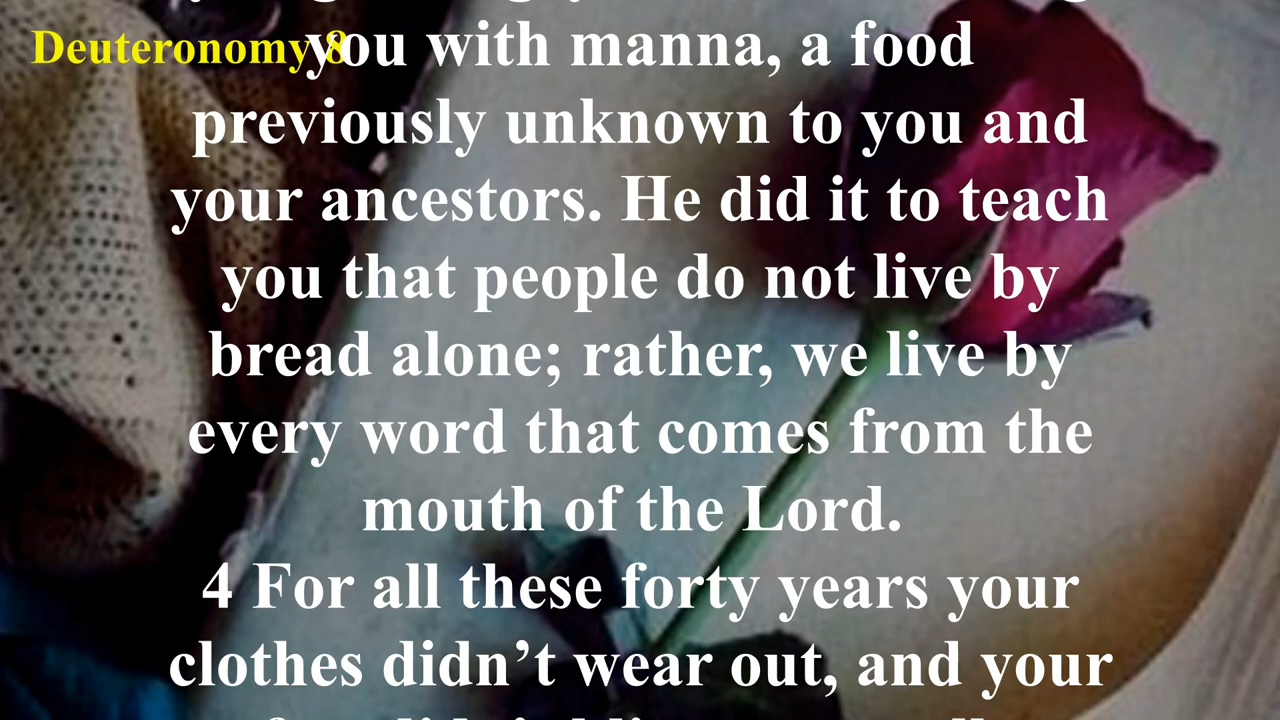 Deuteronomy 8
you with manna, a food
previously unknown to you and
your ancestors. He did it to teach
you that people do not live by
bread alone; rather, we live by
every word that comes from the
mouth of the Lord.
4 For all these forty years your
clothes didn’t wear out, and your